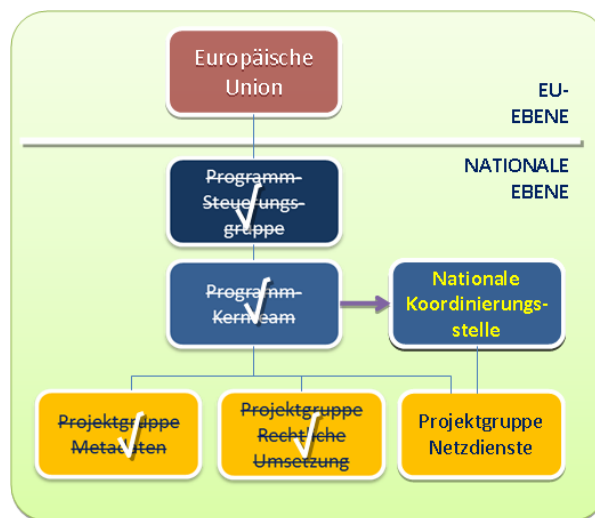 Europäische
Union
EU-
EBENE
NATIONALE
EBENE
Programm-
Steuerungs-
gruppe
Programm-
Kernteam
Nationale
Koordinierungs-
stelle
Projektgruppe
Metadaten
Projektgruppe
Rechtliche
Umsetzung
Projektgruppe
Netzdienste